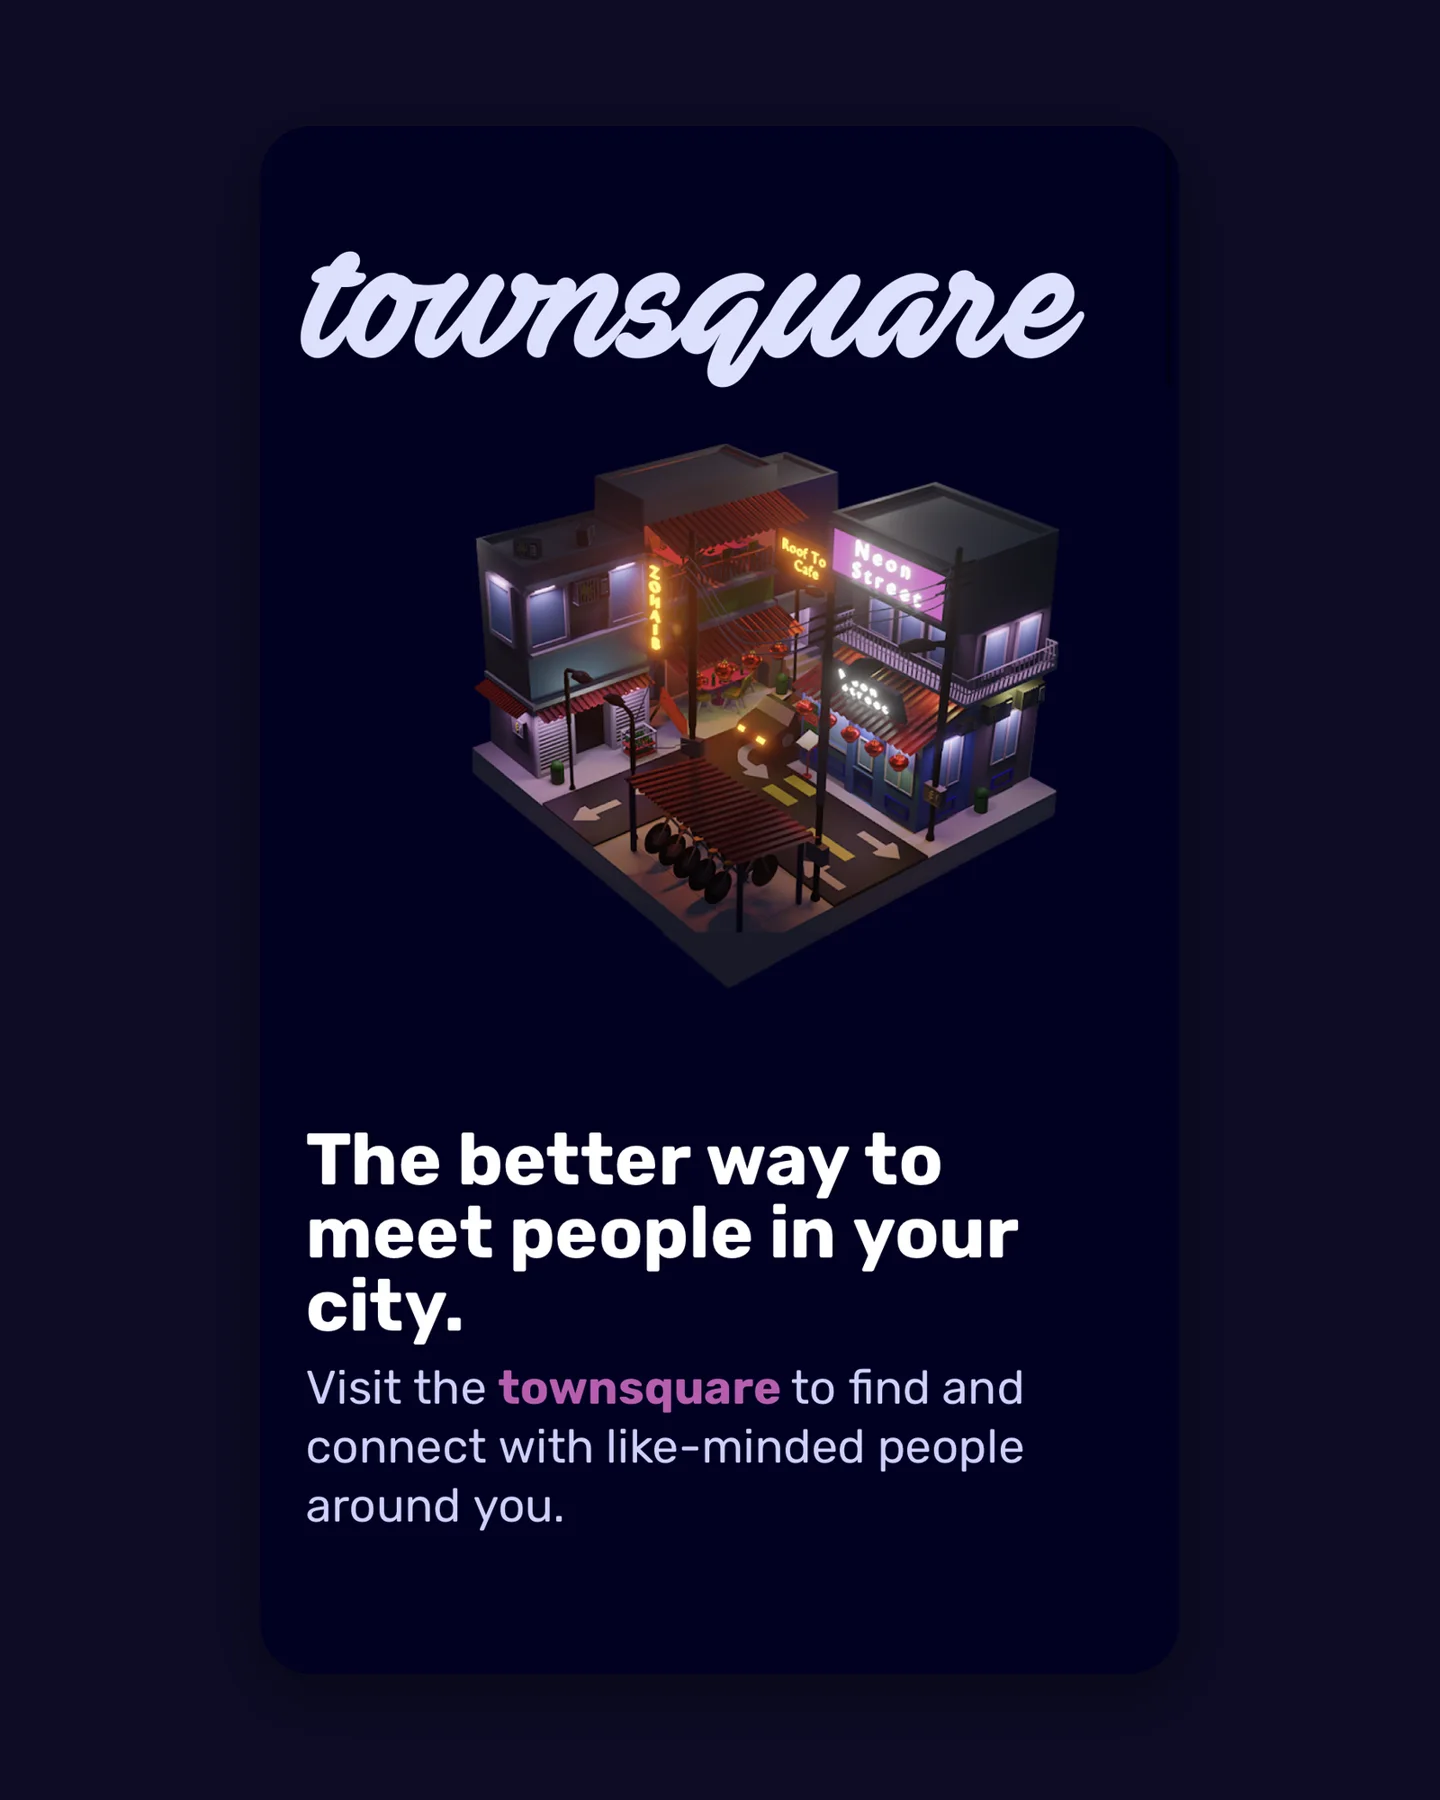 townsquare
ZOHAIB
Roof To
Cafe
Neon
Street
The better way to
meet people in your
city.
Visit the townsquare to find and
connect with like-minded people
around you.